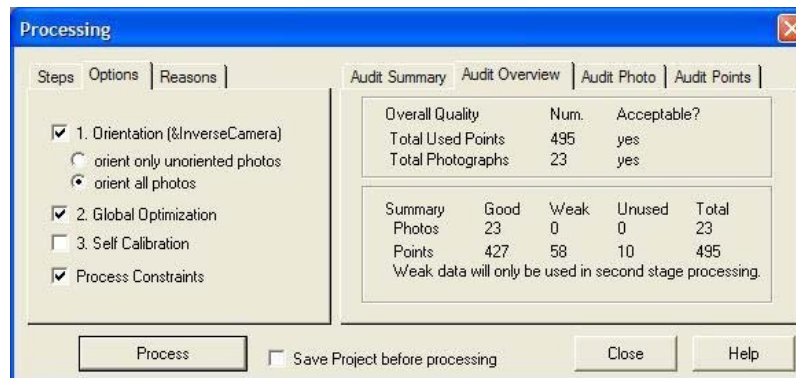 Processing
Steps Options Reasons
1. Orientation (&InverseCamera)
orient only unoriented photos
orient all photos
2. Global Optimization
3. Self Calibration
Process Constraints
Audit Summary Audit Overview Audit Photo Audit Points
Overall Quality Num. Acceptable?
Total Used Points 495 yes
Total Photographs 23 yes
Summary Good Weak Unused Total
Photos 23 0 0 23
Points 427 58 10 495
Weak data will only be used in second stage processing.
Process Save Project before processing Close Help